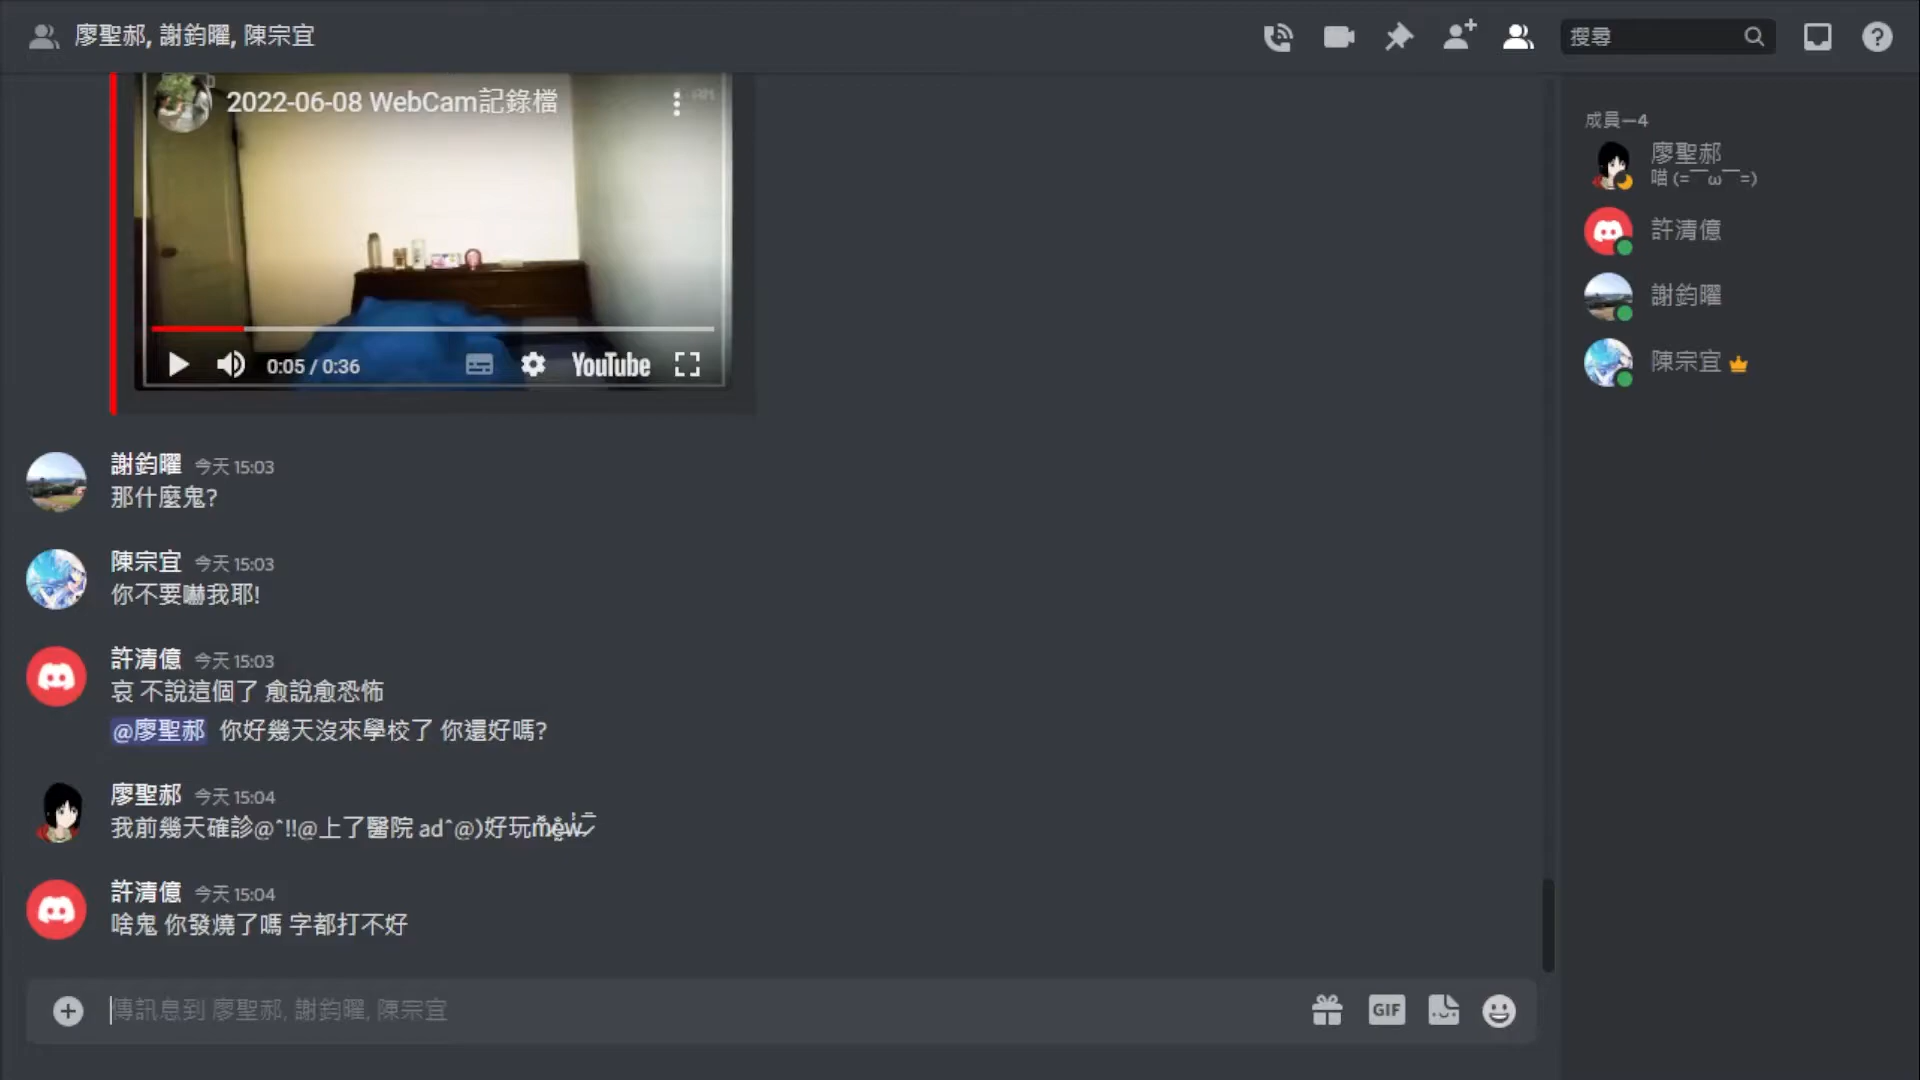 廖聖郝, 謝鈞曜, 陳宗宜
搜尋
2022-06-08 WebCam記錄檔
AM
0:05 / 0:36
YouTube
謝鈞曜 今天 15:03
那什麼鬼?
陳宗宜 今天 15:03
你不要嚇我耶!
許清億 今天 15:03
哀 不說這個了 愈說愈恐怖
@廖聖郝 你好幾天沒來學校了 你還好嗎?
廖聖郝 今天 15:04
我前幾天確診@^!!@上了醫院 ad^@)好玩mew
許清億 今天 15:04
啥鬼 你發燒了嗎 字都打不好
傳訊息到 廖聖郝, 謝鈞曜, 陳宗宜
GIF
成員—4
廖聖郝
喵 (=￣ω￣=)
許清億
謝鈞曜
陳宗宜